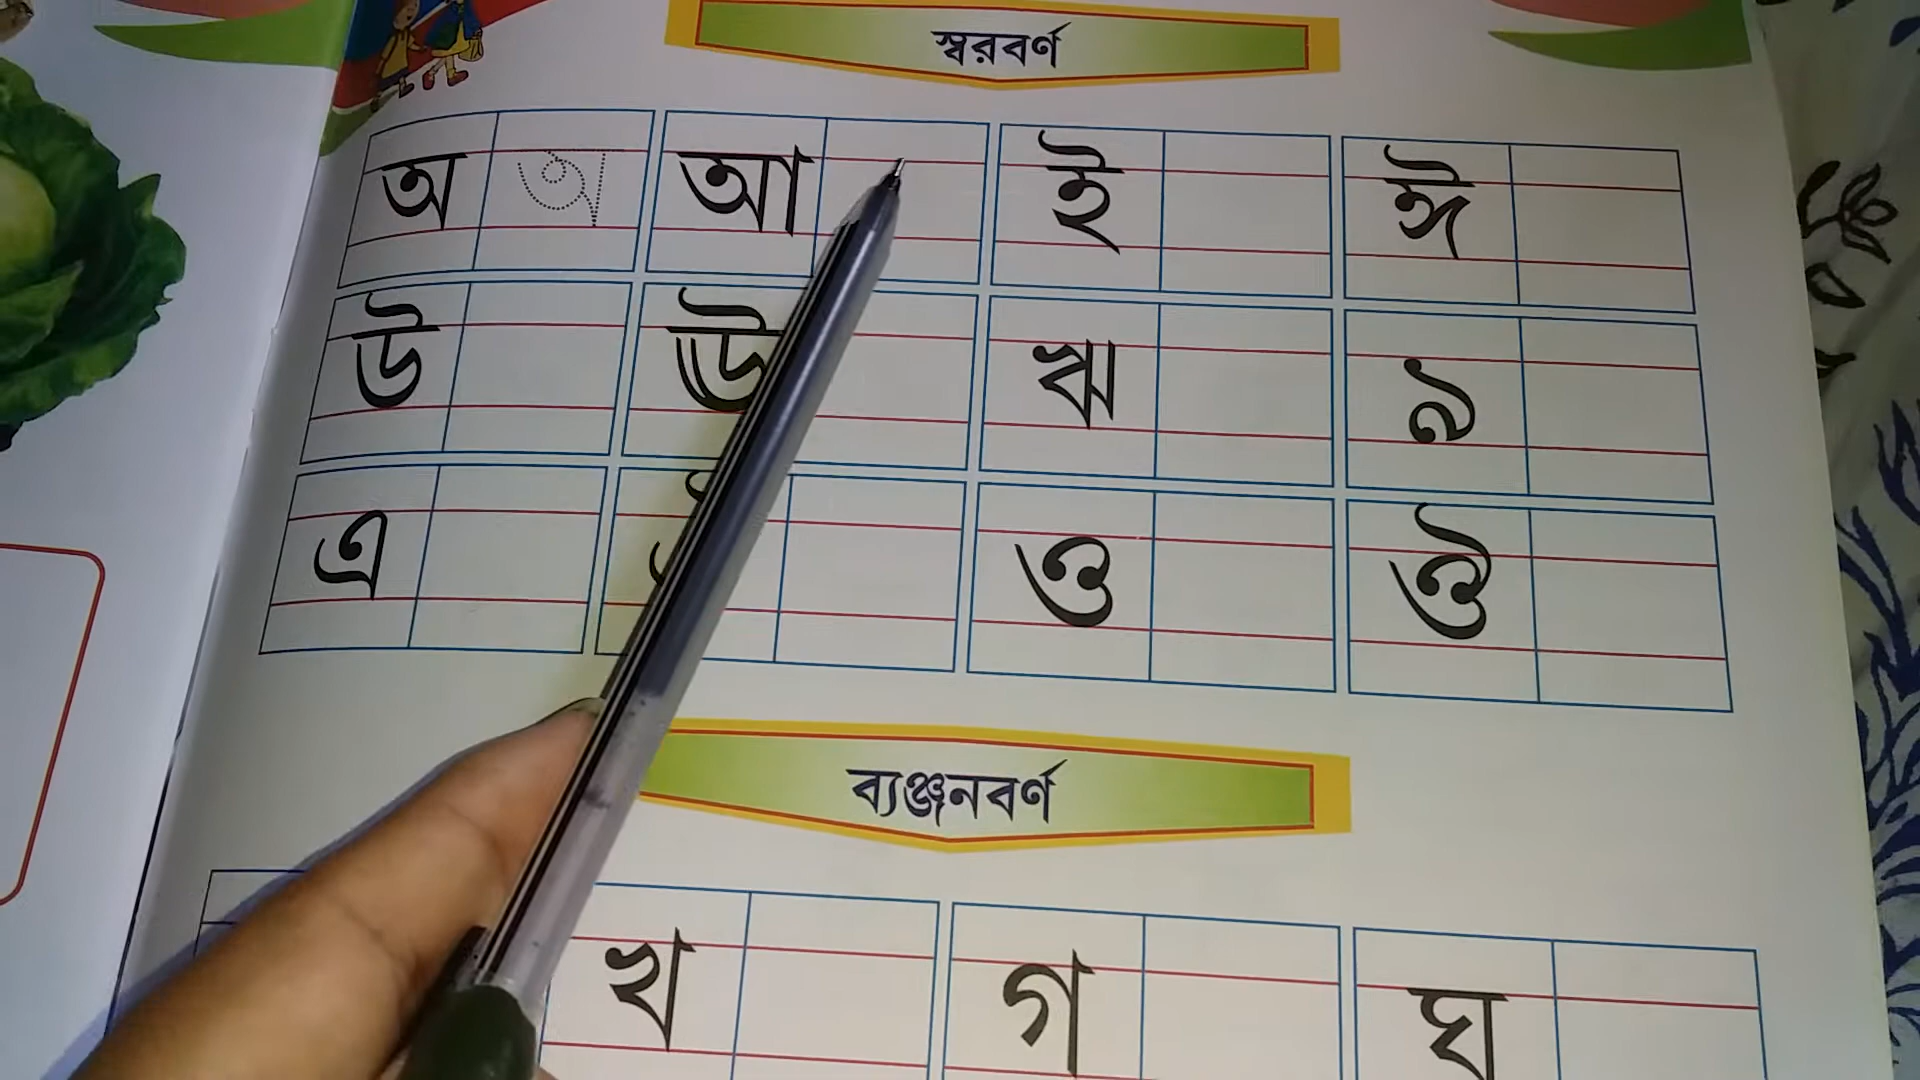 স্বরবর্ণ
অ অ আ ই ঈ
উ ঊ ঋ ঌ
এ ও ঔ
ব্যঞ্জনবর্ণ
খ গ ঘ